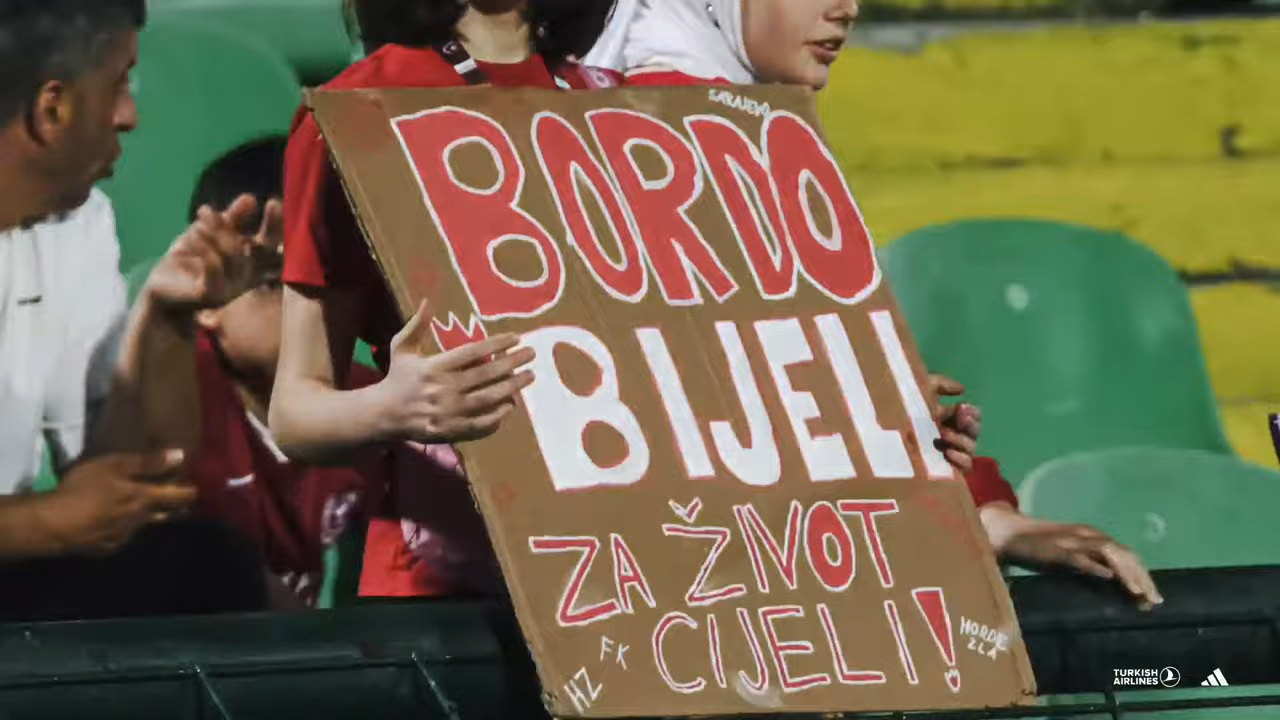 SARAJEVO
BORDO
BIJELI
ZA ŽIVOT
CIJELI!
FK
HZ
HORDE
ZLA
TURKISH
AIRLINES